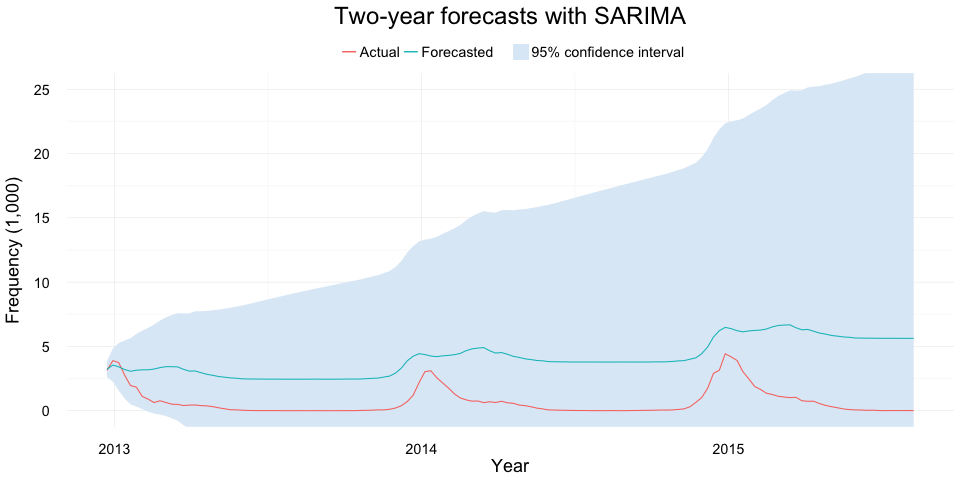 Two-year forecasts with SARIMA
Actual Forecasted 95% confidence interval
Frequency (1,000)
25
20
15
10
5
0
2013 2014 2015
Year